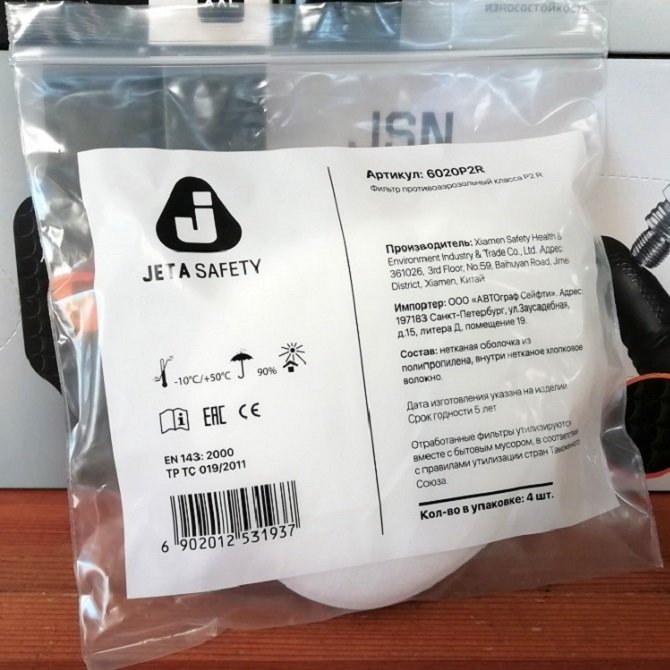 XXL
ИЗНОСОСТОЙКОСТЬ
JSN
j
JETA SAFETY
-10°C/+50°C
90%
i
EAC CE
EN 143: 2000
ТР ТС 019/2011
6 902012 531937
Артикул: 6020P2R
Фильтр противоаэрозольный класса P2 R
Производитель: Xiamen Safety Health &
Environment Industry & Trade Co., Ltd. Адрес:
361026, 3rd Floor, No.59, Baihuyan Road, Jimei
District, Xiamen, Китай
Импортер: ООО «АВТОграф Сейфти». Адрес:
197183 Санкт-Петербург, ул.Заусадебная,
д.15, литера Д, помещение 19.
Состав: нетканая оболочка из
полипропилена, внутри нетканое хлопковое
волокно.
Дата изготовления указана на изделии
Срок годности 5 лет
Отработанные фильтры утилизируются
вместе с бытовым мусором, в соответствии
с правилами утилизации стран Таможенного
Союза.
Кол-во в упаковке: 4 шт.